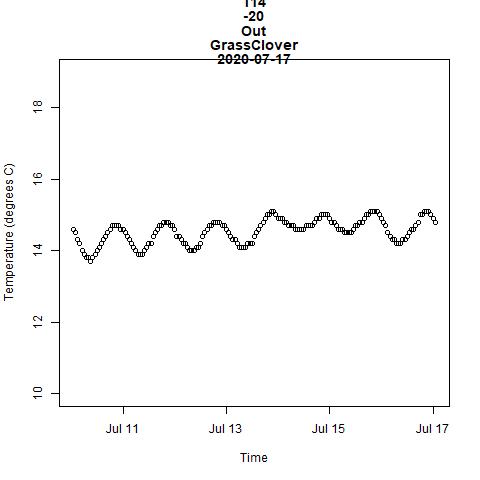 114
-20
Out
GrassClover
2020-07-17
Temperature (degrees C)
18
16
14
12
10
Jul 11
Jul 13
Jul 15
Jul 17
Time